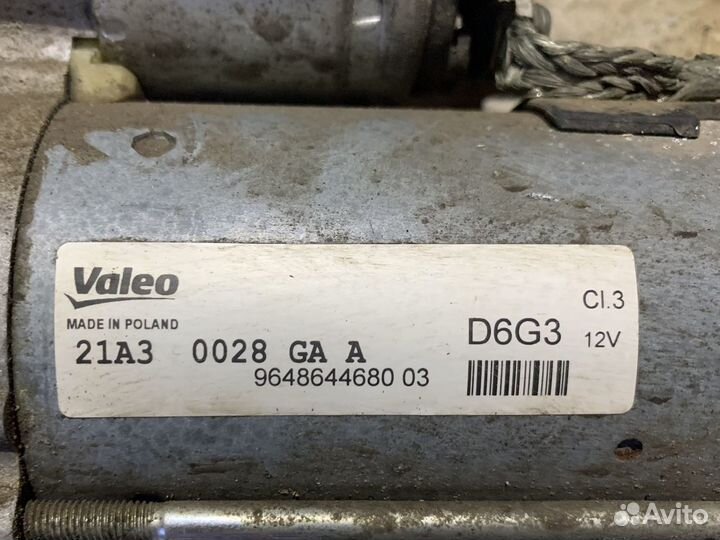 Valeo
MADE IN POLAND
21A3 0028 GA A
9648644680 03
D6G3
Cl.3
12V
Avito